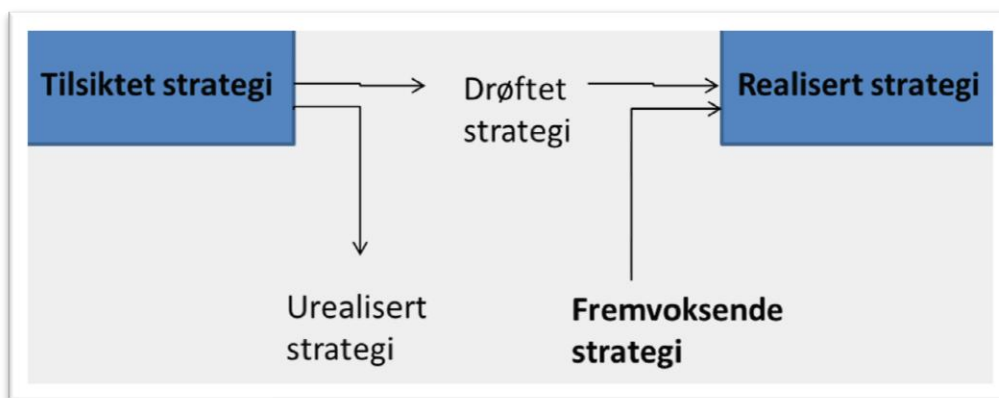 Tilsiktet strategi
Drøftet
strategi
Realisert strategi
Urealisert
strategi
Fremvoksende
strategi